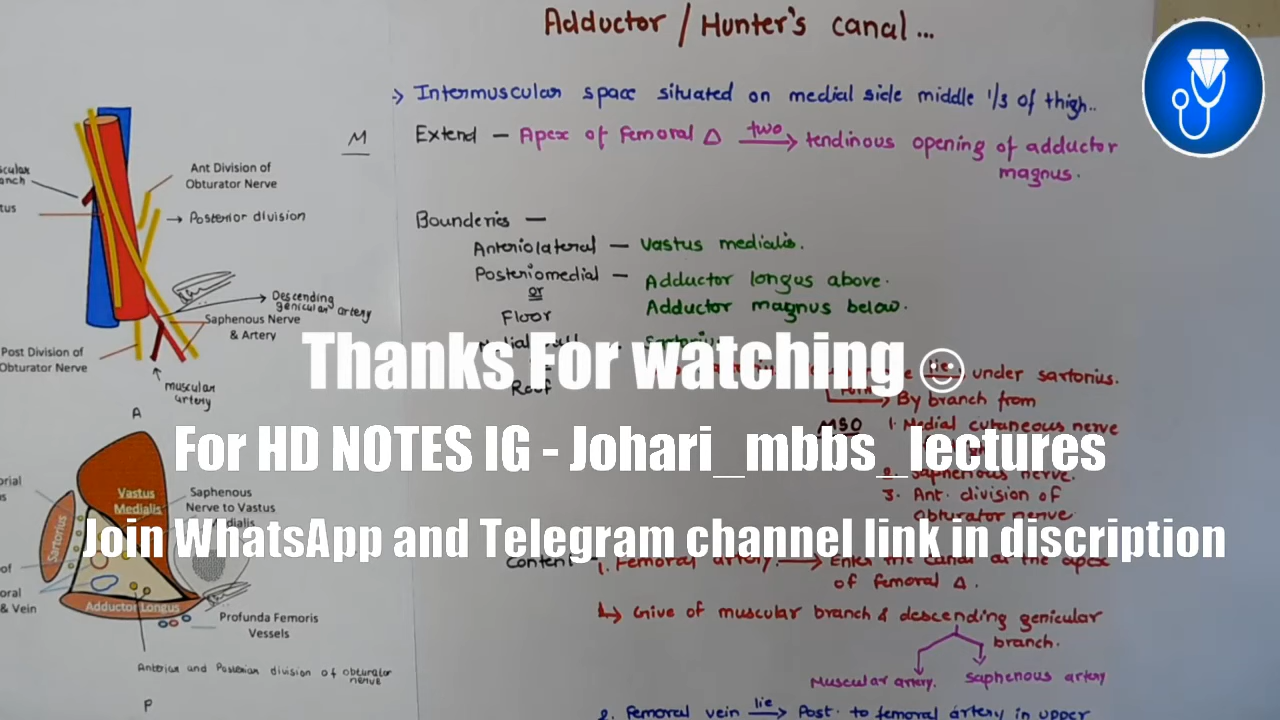 Adductor / Hunter's canal...
Intermuscular space situated on medial side middle 1/3 of thigh..
M
Extend - Apex of femoral Δ two → tendinous opening of adductor
magnus.
Bounderies —
Anteriolateral — Vastus medialis.
Posteriomedial — Adductor longus above.
or
Floor
Adductor magnus below.
Sartorius
Roof
lie under sartorius.
By branch from
MSO 1. Medial cutaneous nerve
2. Saphenous nerve.
3. Ant. division of
obturator nerve
Content 1. Femoral artery. → Enter the canal at the apex
of femoral Δ.
↳ Give of muscular branch & descending genicular
branch.
Muscular artery. Saphenous artery
2. Femoral vein lie → Post. to femoral artery in upper
Ant Division of
Obturator Nerve
→ Posterior division
Descending
genicular artery
Saphenous Nerve
& Artery
Post Division of
Obturator Nerve
muscular
artery
A
Vastus
Medialis
Saphenous
Nerve to Vastus
Sartorius
Adductor Longus
& Vein
Profunda Femoris
Vessels
Anterior and Posterior division of obturator
nerve
P
Thanks For watching☺
For HD NOTES IG - Johari_mbbs_lectures
Join WhatsApp and Telegram channel link in discription